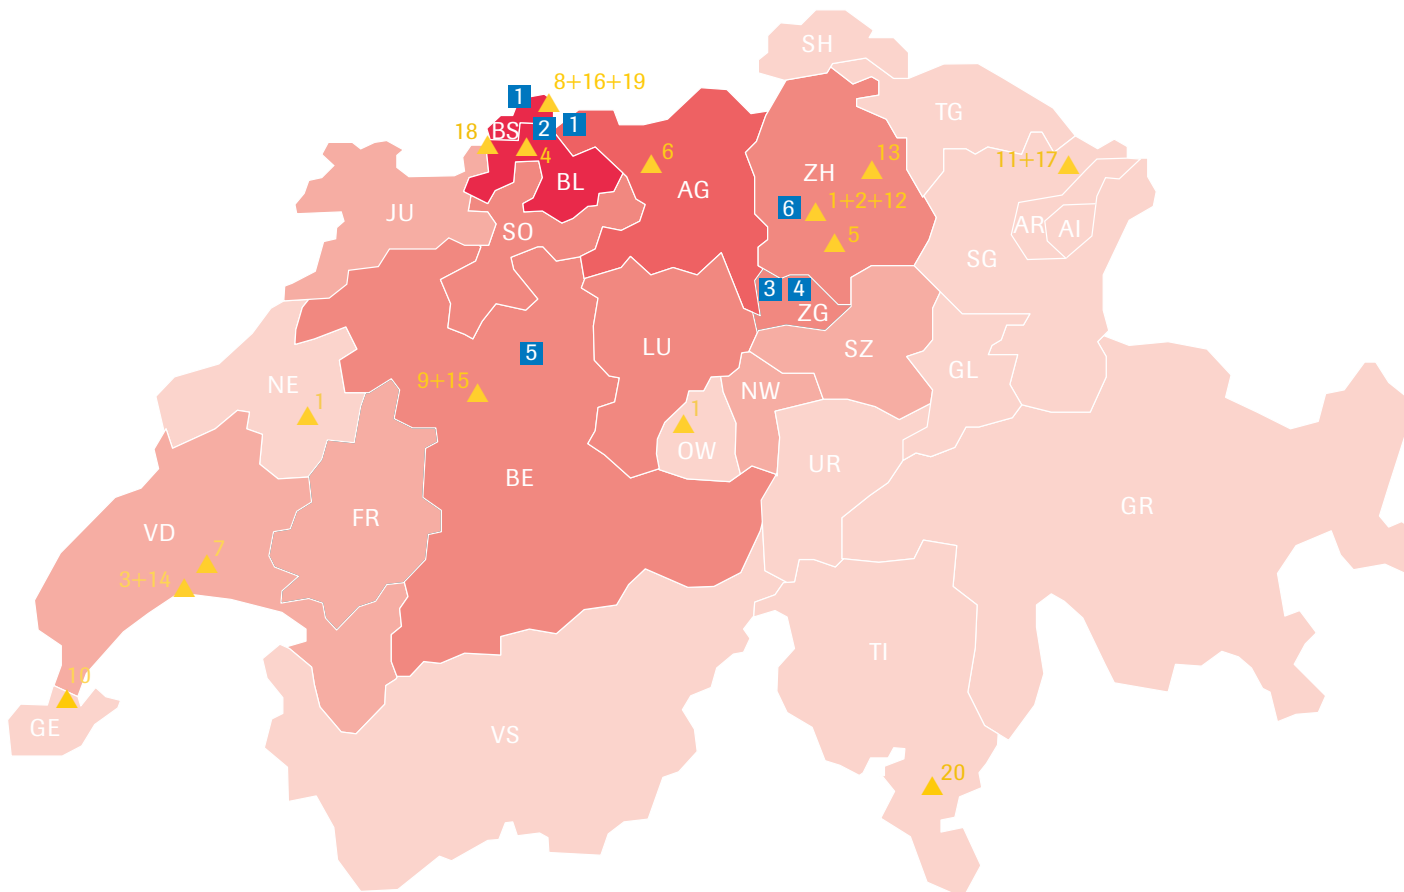 SH
8+16+19
1
TG
1
18
BS
2
4
6
13
11+17
ZH
BL
AG
6
1+2+12
JU
AR
AI
SO
5
SG
3
4
ZG
LU
SZ
5
GL
NE
9+15
NW
1
1
OW
UR
BE
GR
FR
VD
7
3+14
TI
10
GE
VS
20